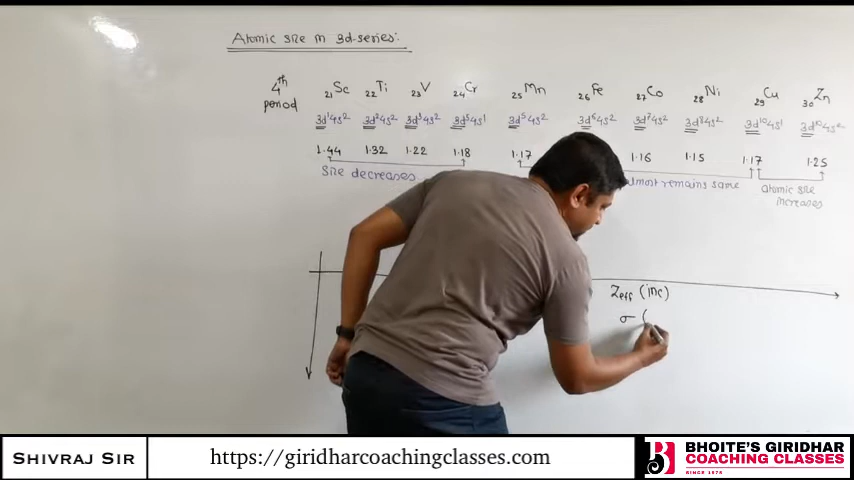 Atomic size in 3d-series:
4th period
21Sc 22Ti 23V 24Cr 25Mn 26Fe 27Co 28Ni 29Cu 30Zn
3d¹4s² 3d²4s² 3d³4s² 3d⁵4s¹ 3d⁵4s² 3d⁶4s² 3d⁷4s² 3d⁸4s² 3d¹⁰4s¹ 3d¹⁰4s²
1.44 1.32 1.22 1.18 1.17 1.16 1.15 1.17 1.25
Size decreases
remains same
Atomic size
increases
Zeff (inc)
σ (
SHIVRAJ SIR
https://giridharcoachingclasses.com
BHOITE'S GIRIDHAR
COACHING CLASSES
SINCE 1975